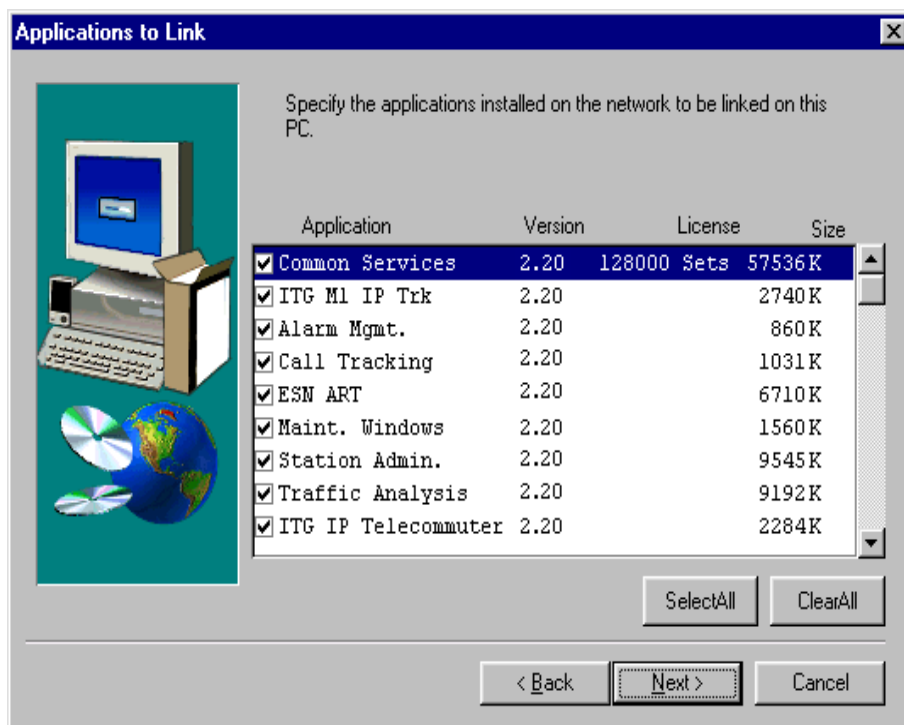 Applications to Link
Specify the applications installed on the network to be linked on this
PC.
Application Version License Size
Common Services 2.20 128000 Sets 57536K
ITG M1 IP Trk 2.20 2740K
Alarm Mgmt. 2.20 860K
Call Tracking 2.20 1031K
ESN ART 2.20 6710K
Maint. Windows 2.20 1560K
Station Admin. 2.20 9545K
Traffic Analysis 2.20 9192K
ITG IP Telecommuter 2.20 2284K
SelectAll ClearAll
< Back Next > Cancel